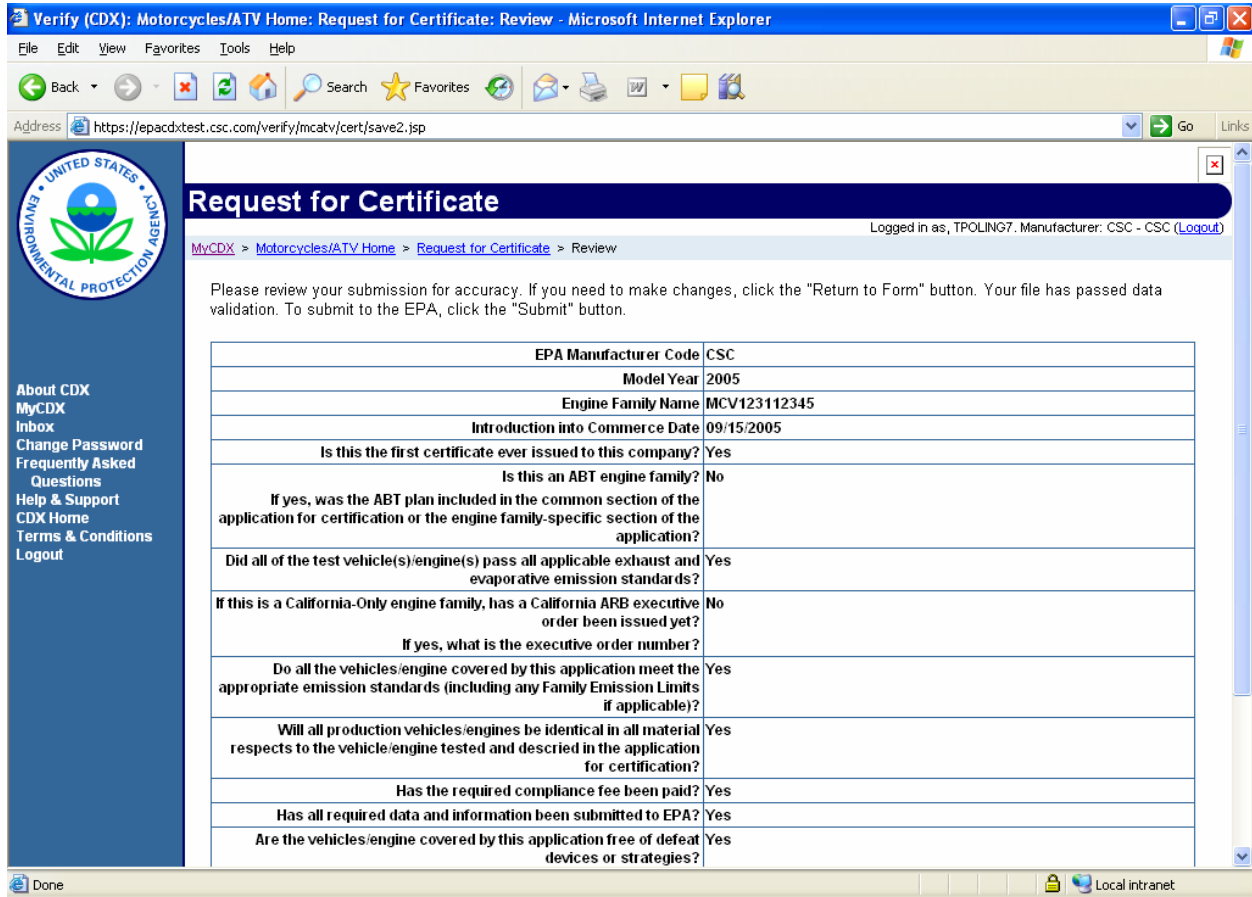 Verify (CDX): Motorcycles/ATV Home: Request for Certificate: Review - Microsoft Internet Explorer
File Edit View Favorites Tools Help
Back Search Favorites
Address https://epacdxtest.csc.com/verify/mcatv/cert/save2.jsp Go Links
UNITED STATES
ENVIRONMENTAL PROTECTION AGENCY
Request for Certificate
Logged in as, TPOLING7. Manufacturer: CSC - CSC (Logout)
MyCDX > Motorcycles/ATV Home > Request for Certificate > Review
Please review your submission for accuracy. If you need to make changes, click the "Return to Form" button. Your file has passed data
validation. To submit to the EPA, click the "Submit" button.
About CDX
MyCDX
Inbox
Change Password
Frequently Asked
Questions
Help & Support
CDX Home
Terms & Conditions
Logout
EPA Manufacturer Code CSC
Model Year 2005
Engine Family Name MCV123112345
Introduction into Commerce Date 09/15/2005
Is this the first certificate ever issued to this company? Yes
Is this an ABT engine family? No
If yes, was the ABT plan included in the common section of the
application for certification or the engine family-specific section of the
application?
Did all of the test vehicle(s)/engine(s) pass all applicable exhaust and Yes
evaporative emission standards?
If this is a California-Only engine family, has a California ARB executive No
order been issued yet?
If yes, what is the executive order number?
Do all the vehicles/engine covered by this application meet the Yes
appropriate emission standards (including any Family Emission Limits
if applicable)?
Will all production vehicles/engines be identical in all material Yes
respects to the vehicle/engine tested and descried in the application
for certification?
Has the required compliance fee been paid? Yes
Has all required data and information been submitted to EPA? Yes
Are the vehicles/engine covered by this application free of defeat Yes
devices or strategies?
Done Local intranet